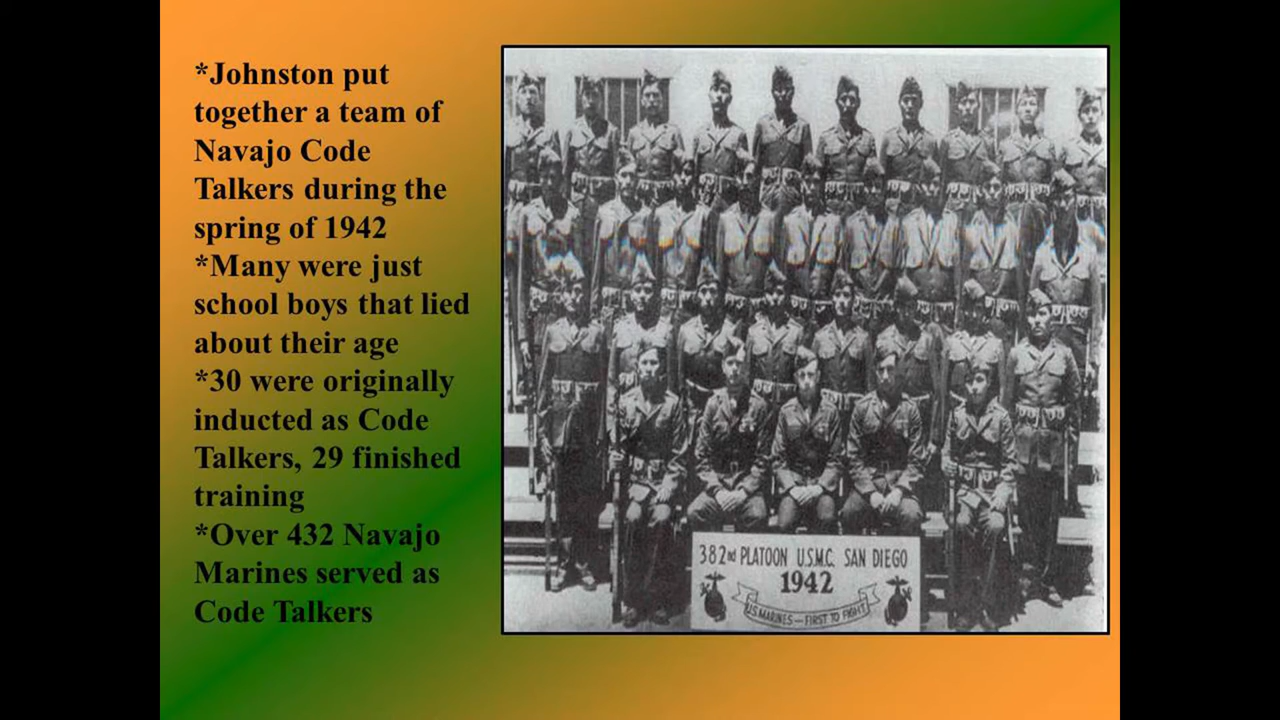 *Johnston put
together a team of
Navajo Code
Talkers during the
spring of 1942
*Many were just
school boys that lied
about their age
*30 were originally
inducted as Code
Talkers, 29 finished
training
*Over 432 Navajo
Marines served as
Code Talkers
382nd PLATOON U.S.M.C. SAN DIEGO
1942
U.S. MARINES — FIRST TO FIGHT